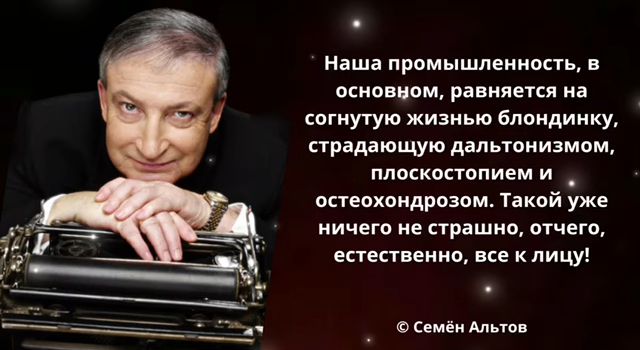 Наша промышленность, в
основном, равняется на
согнутую жизнью блондинку,
страдающую дальтонизмом,
плоскостопием и
остеохондрозом. Такой уже
ничего не страшно, отчего,
естественно, все к лицу!
© Семён Альтов